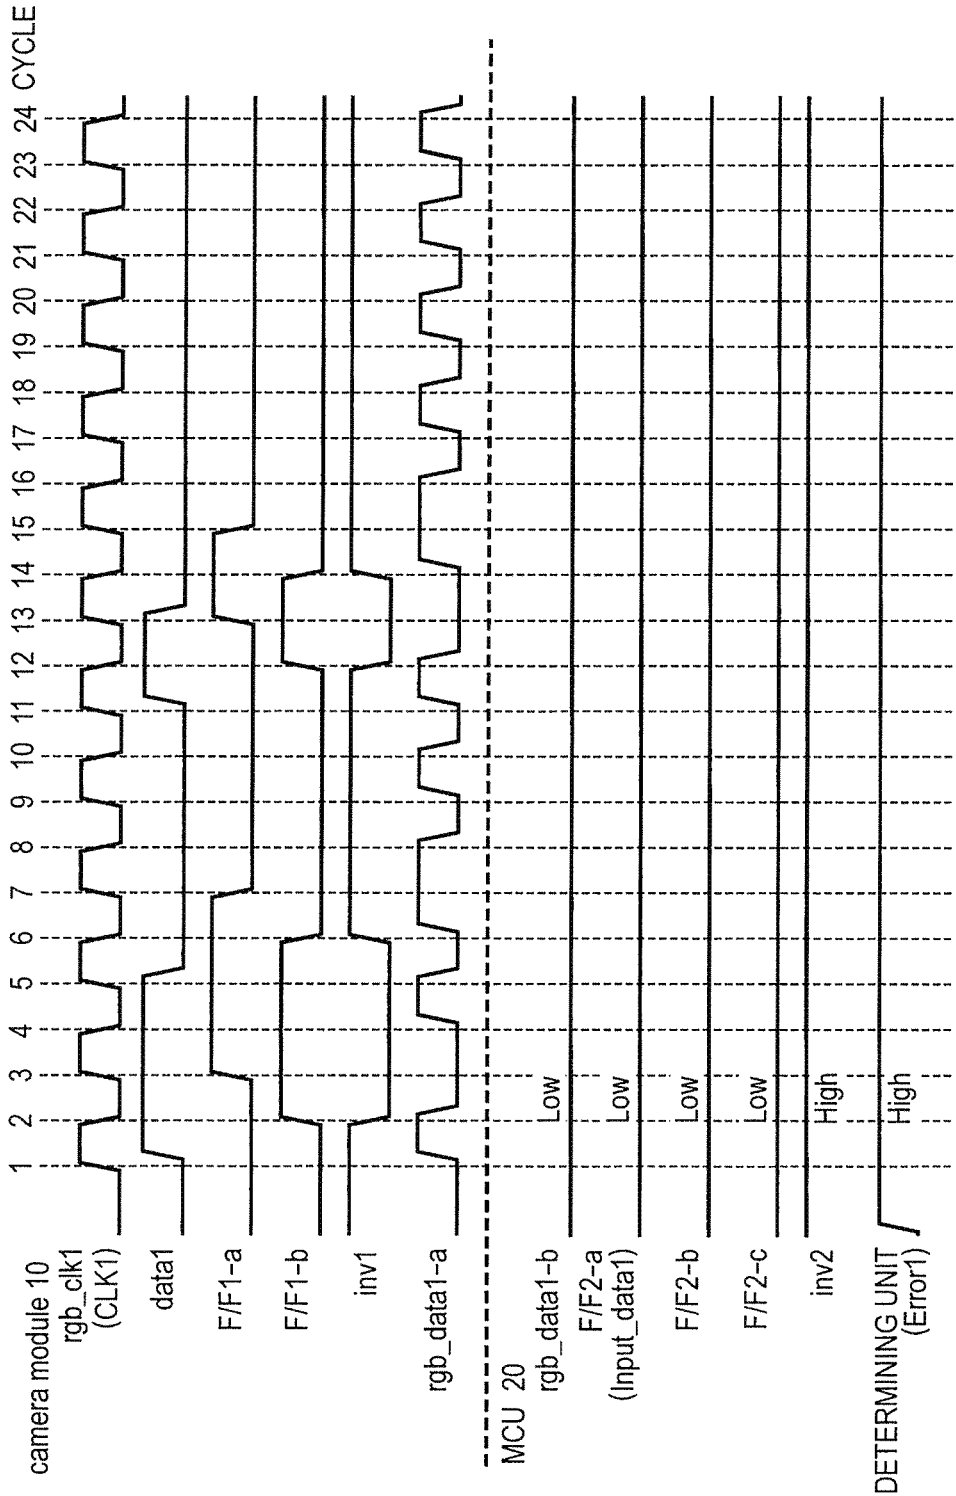 1 2 3 4 5 6 7 8 9 10 11 12 13 14 15 16 17 18 19 20 21 22 23 24 CYCLE
camera module 10
rgb_clk1
(CLK1)
data1
F/F1-a
F/F1-b
inv1
rgb_data1-a
MCU 20
rgb_data1-b Low
F/F2-a Low
(Input_data1)
F/F2-b Low
F/F2-c Low
inv2 High
DETERMINING UNIT High
(Error1)